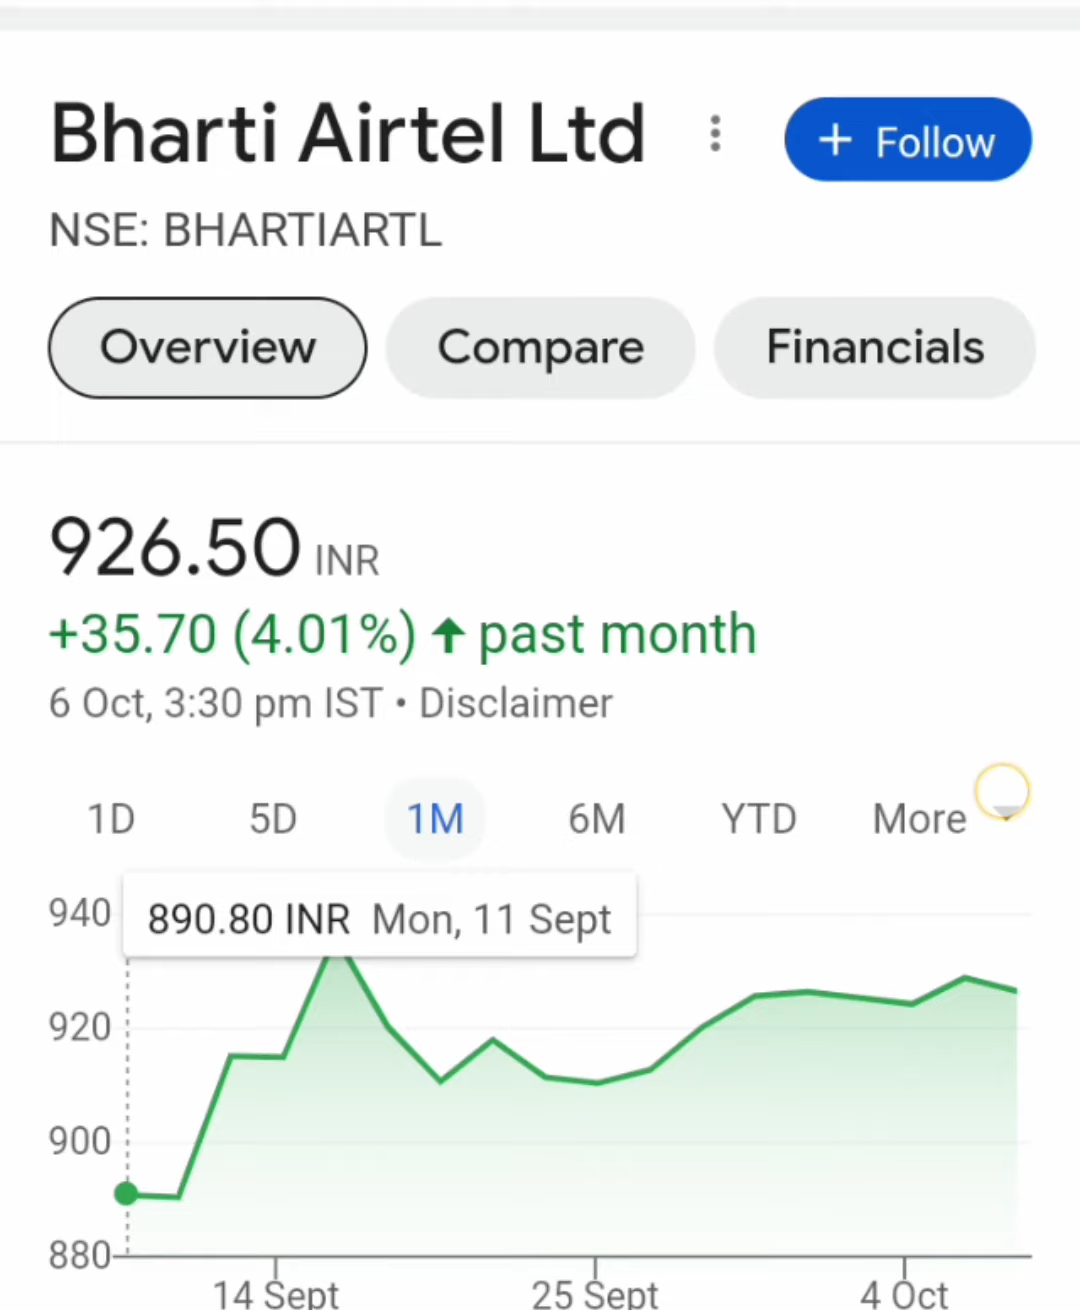 Bharti Airtel Ltd
+ Follow
NSE: BHARTIARTL
Overview Compare Financials
926.50 INR
+35.70 (4.01%) ↑ past month
6 Oct, 3:30 pm IST • Disclaimer
1D 5D 1M 6M YTD More
940
890.80 INR Mon, 11 Sept
920
900
880
14 Sept 25 Sept 4 Oct